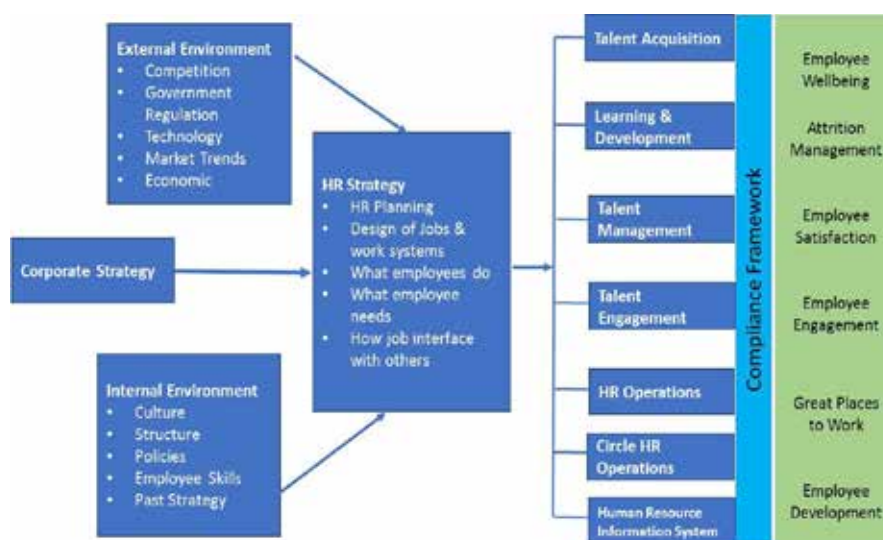 External Environment
• Competition
• Government
Regulation
• Technology
• Market Trends
• Economic
Corporate Strategy
Internal Environment
• Culture
• Structure
• Policies
• Employee Skills
• Past Strategy
HR Strategy
• HR Planning
• Design of Jobs &
work systems
• What employees do
• What employee
needs
• How job interface
with others
Talent Acquisition
Learning &
Development
Talent
Management
Talent
Engagement
HR Operations
Circle HR
Operations
Human Resource
Information System
Compliance Framework
Employee
Wellbeing
Attrition
Management
Employee
Satisfaction
Employee
Engagement
Great Places
to Work
Employee
Development